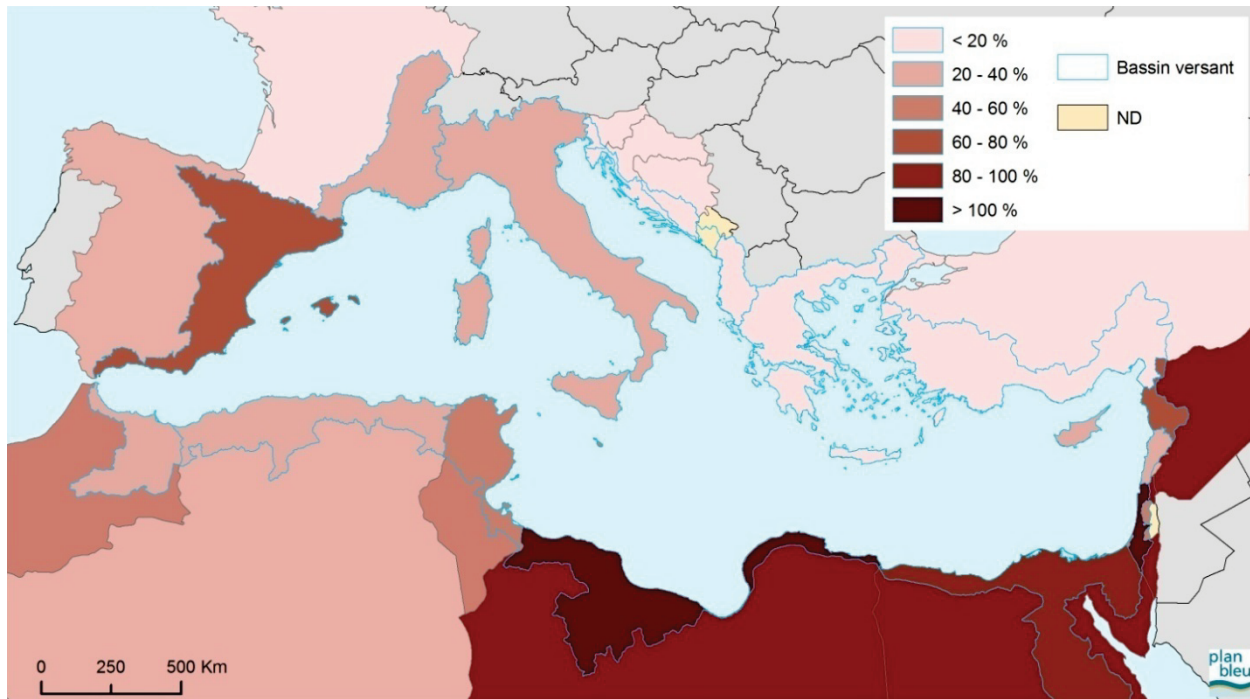 < 20 %
20 - 40 %
40 - 60 %
60 - 80 %
80 - 100 %
> 100 %
Bassin versant
ND
0 250 500 Km
plan
bleu